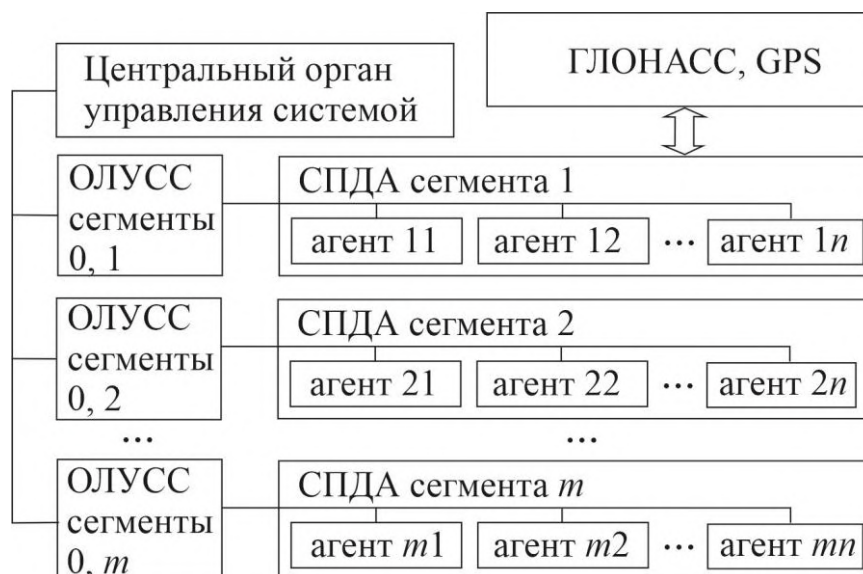 Центральный орган
управления системой
ГЛОНАСС, GPS
ОЛУСС
сегменты
0, 1
СПДА сегмента 1
агент 11
агент 12
...
агент 1n
ОЛУСС
сегменты
0, 2
СПДА сегмента 2
агент 21
агент 22
...
агент 2n
...
...
ОЛУСС
сегменты
0, m
СПДА сегмента m
агент m1
агент m2
...
агент mn